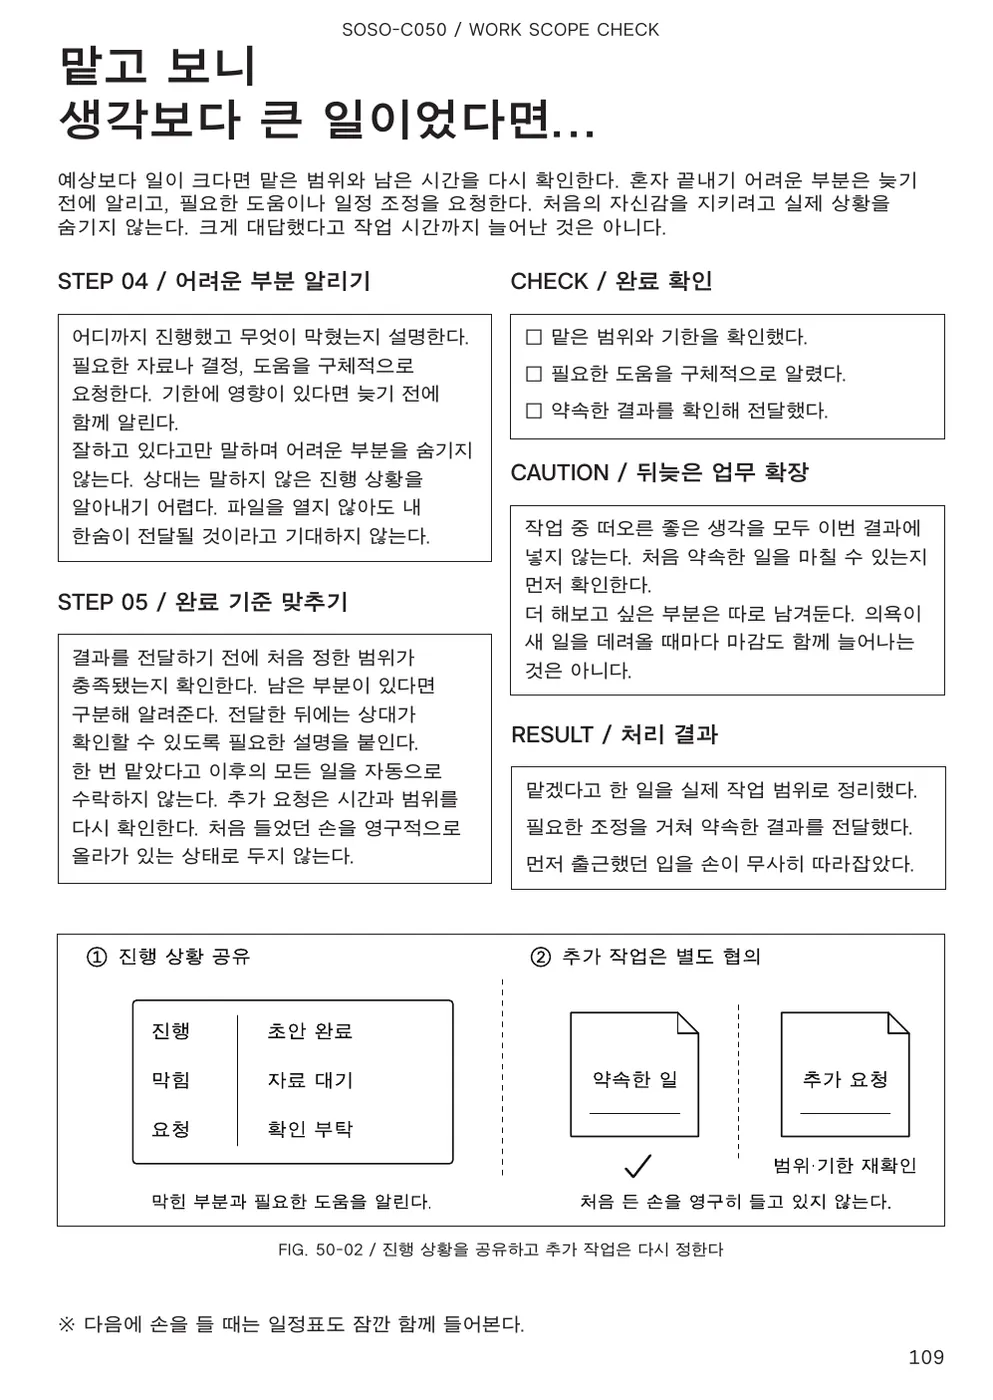 SOSO-C050 / WORK SCOPE CHECK
맡고 보니
생각보다 큰 일이었다면...
예상보다 일이 크다면 맡은 범위와 남은 시간을 다시 확인한다. 혼자 끝내기 어려운 부분은 늦기
전에 알리고, 필요한 도움이나 일정 조정을 요청한다. 처음의 자신감을 지키려고 실제 상황을
숨기지 않는다. 크게 대답했다고 작업 시간까지 늘어난 것은 아니다.
STEP 04 / 어려운 부분 알리기
어디까지 진행했고 무엇이 막혔는지 설명한다.
필요한 자료나 결정, 도움을 구체적으로
요청한다. 기한에 영향이 있다면 늦기 전에
함께 알린다.
잘하고 있다고만 말하며 어려운 부분을 숨기지
않는다. 상대는 말하지 않은 진행 상황을
알아내기 어렵다. 파일을 열지 않아도 내
한숨이 전달될 것이라고 기대하지 않는다.
STEP 05 / 완료 기준 맞추기
결과를 전달하기 전에 처음 정한 범위가
충족됐는지 확인한다. 남은 부분이 있다면
구분해 알려준다. 전달한 뒤에는 상대가
확인할 수 있도록 필요한 설명을 붙인다.
한 번 맡았다고 이후의 모든 일을 자동으로
수락하지 않는다. 추가 요청은 시간과 범위를
다시 확인한다. 처음 들었던 손을 영구적으로
올라가 있는 상태로 두지 않는다.
CHECK / 완료 확인
□ 맡은 범위와 기한을 확인했다.
□ 필요한 도움을 구체적으로 알렸다.
□ 약속한 결과를 확인해 전달했다.
CAUTION / 뒤늦은 업무 확장
작업 중 떠오른 좋은 생각을 모두 이번 결과에
넣지 않는다. 처음 약속한 일을 마칠 수 있는지
먼저 확인한다.
더 해보고 싶은 부분은 따로 남겨둔다. 의욕이
새 일을 데려올 때마다 마감도 함께 늘어나는
것은 아니다.
RESULT / 처리 결과
맡겠다고 한 일을 실제 작업 범위로 정리했다.
필요한 조정을 거쳐 약속한 결과를 전달했다.
먼저 출근했던 입을 손이 무사히 따라잡았다.
① 진행 상황 공유
진행 초안 완료
막힘 자료 대기
요청 확인 부탁
막힌 부분과 필요한 도움을 알린다.
② 추가 작업은 별도 협의
약속한 일
추가 요청
범위·기한 재확인
처음 든 손을 영구히 들고 있지 않는다.
FIG. 50-02 / 진행 상황을 공유하고 추가 작업은 다시 정한다
※ 다음에 손을 들 때는 일정표도 잠깐 함께 들어본다.
109